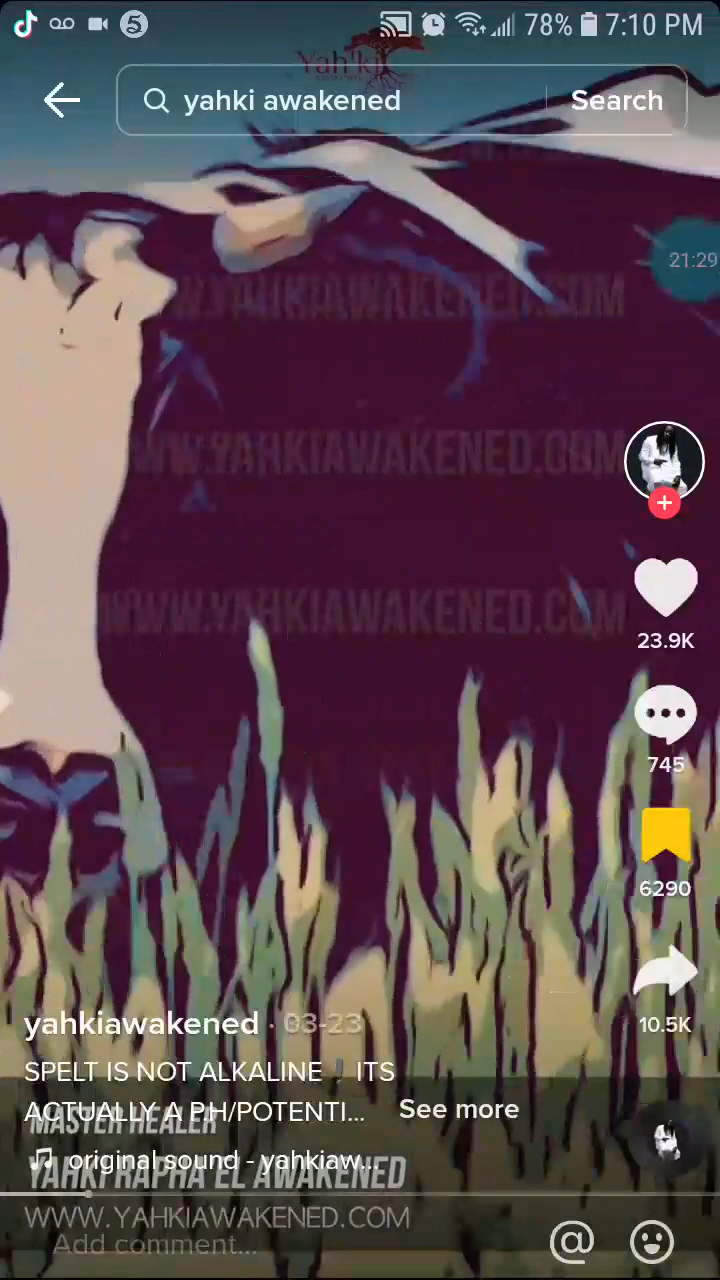 78% 7:10 PM
Yah'ki
yahki awakened Search
21:29
WWW.YAHKIAWAKENED.COM
WWW.YAHKIAWAKENED.COM
WWW.YAHKIAWAKENED.COM
23.9K
745
6290
10.5K
yahkiawakened · 03-23
SPELT IS NOT ALKALINE ! ITS
ACTUALLY A PH/POTENTI... See more
MASTER HEALER
original sound - yahkiaw...
YAHKI RAPHA EL AWAKENED
WWW.YAHKIAWAKENED.COM
Add comment...